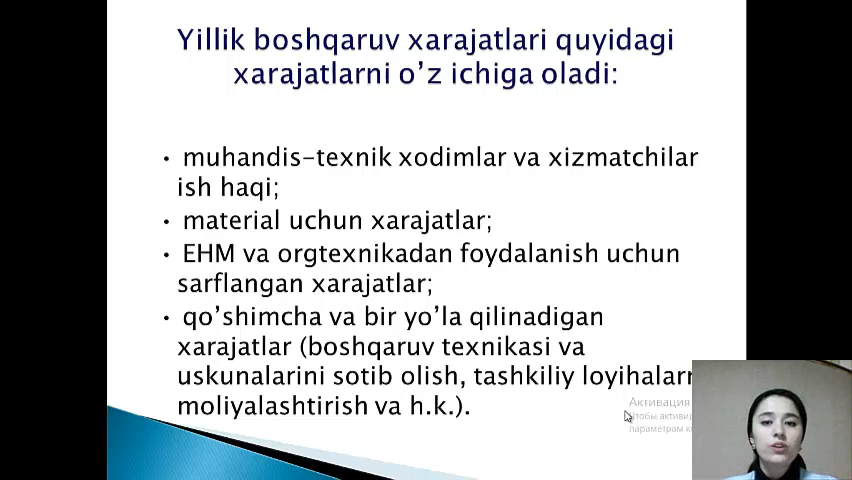 Yillik boshqaruv xarajatlari quyidagi
xarajatlarni o’z ichiga oladi:
• muhandis-texnik xodimlar va xizmatchilar
ish haqi;
• material uchun xarajatlar;
• EHM va orgtexnikadan foydalanish uchun
sarflangan xarajatlar;
• qo’shimcha va bir yo’la qilinadigan
xarajatlar (boshqaruv texnikasi va
uskunalarini sotib olish, tashkiliy
moliyalashtirish va h.k.).
Активация
Чтобы
параметрам